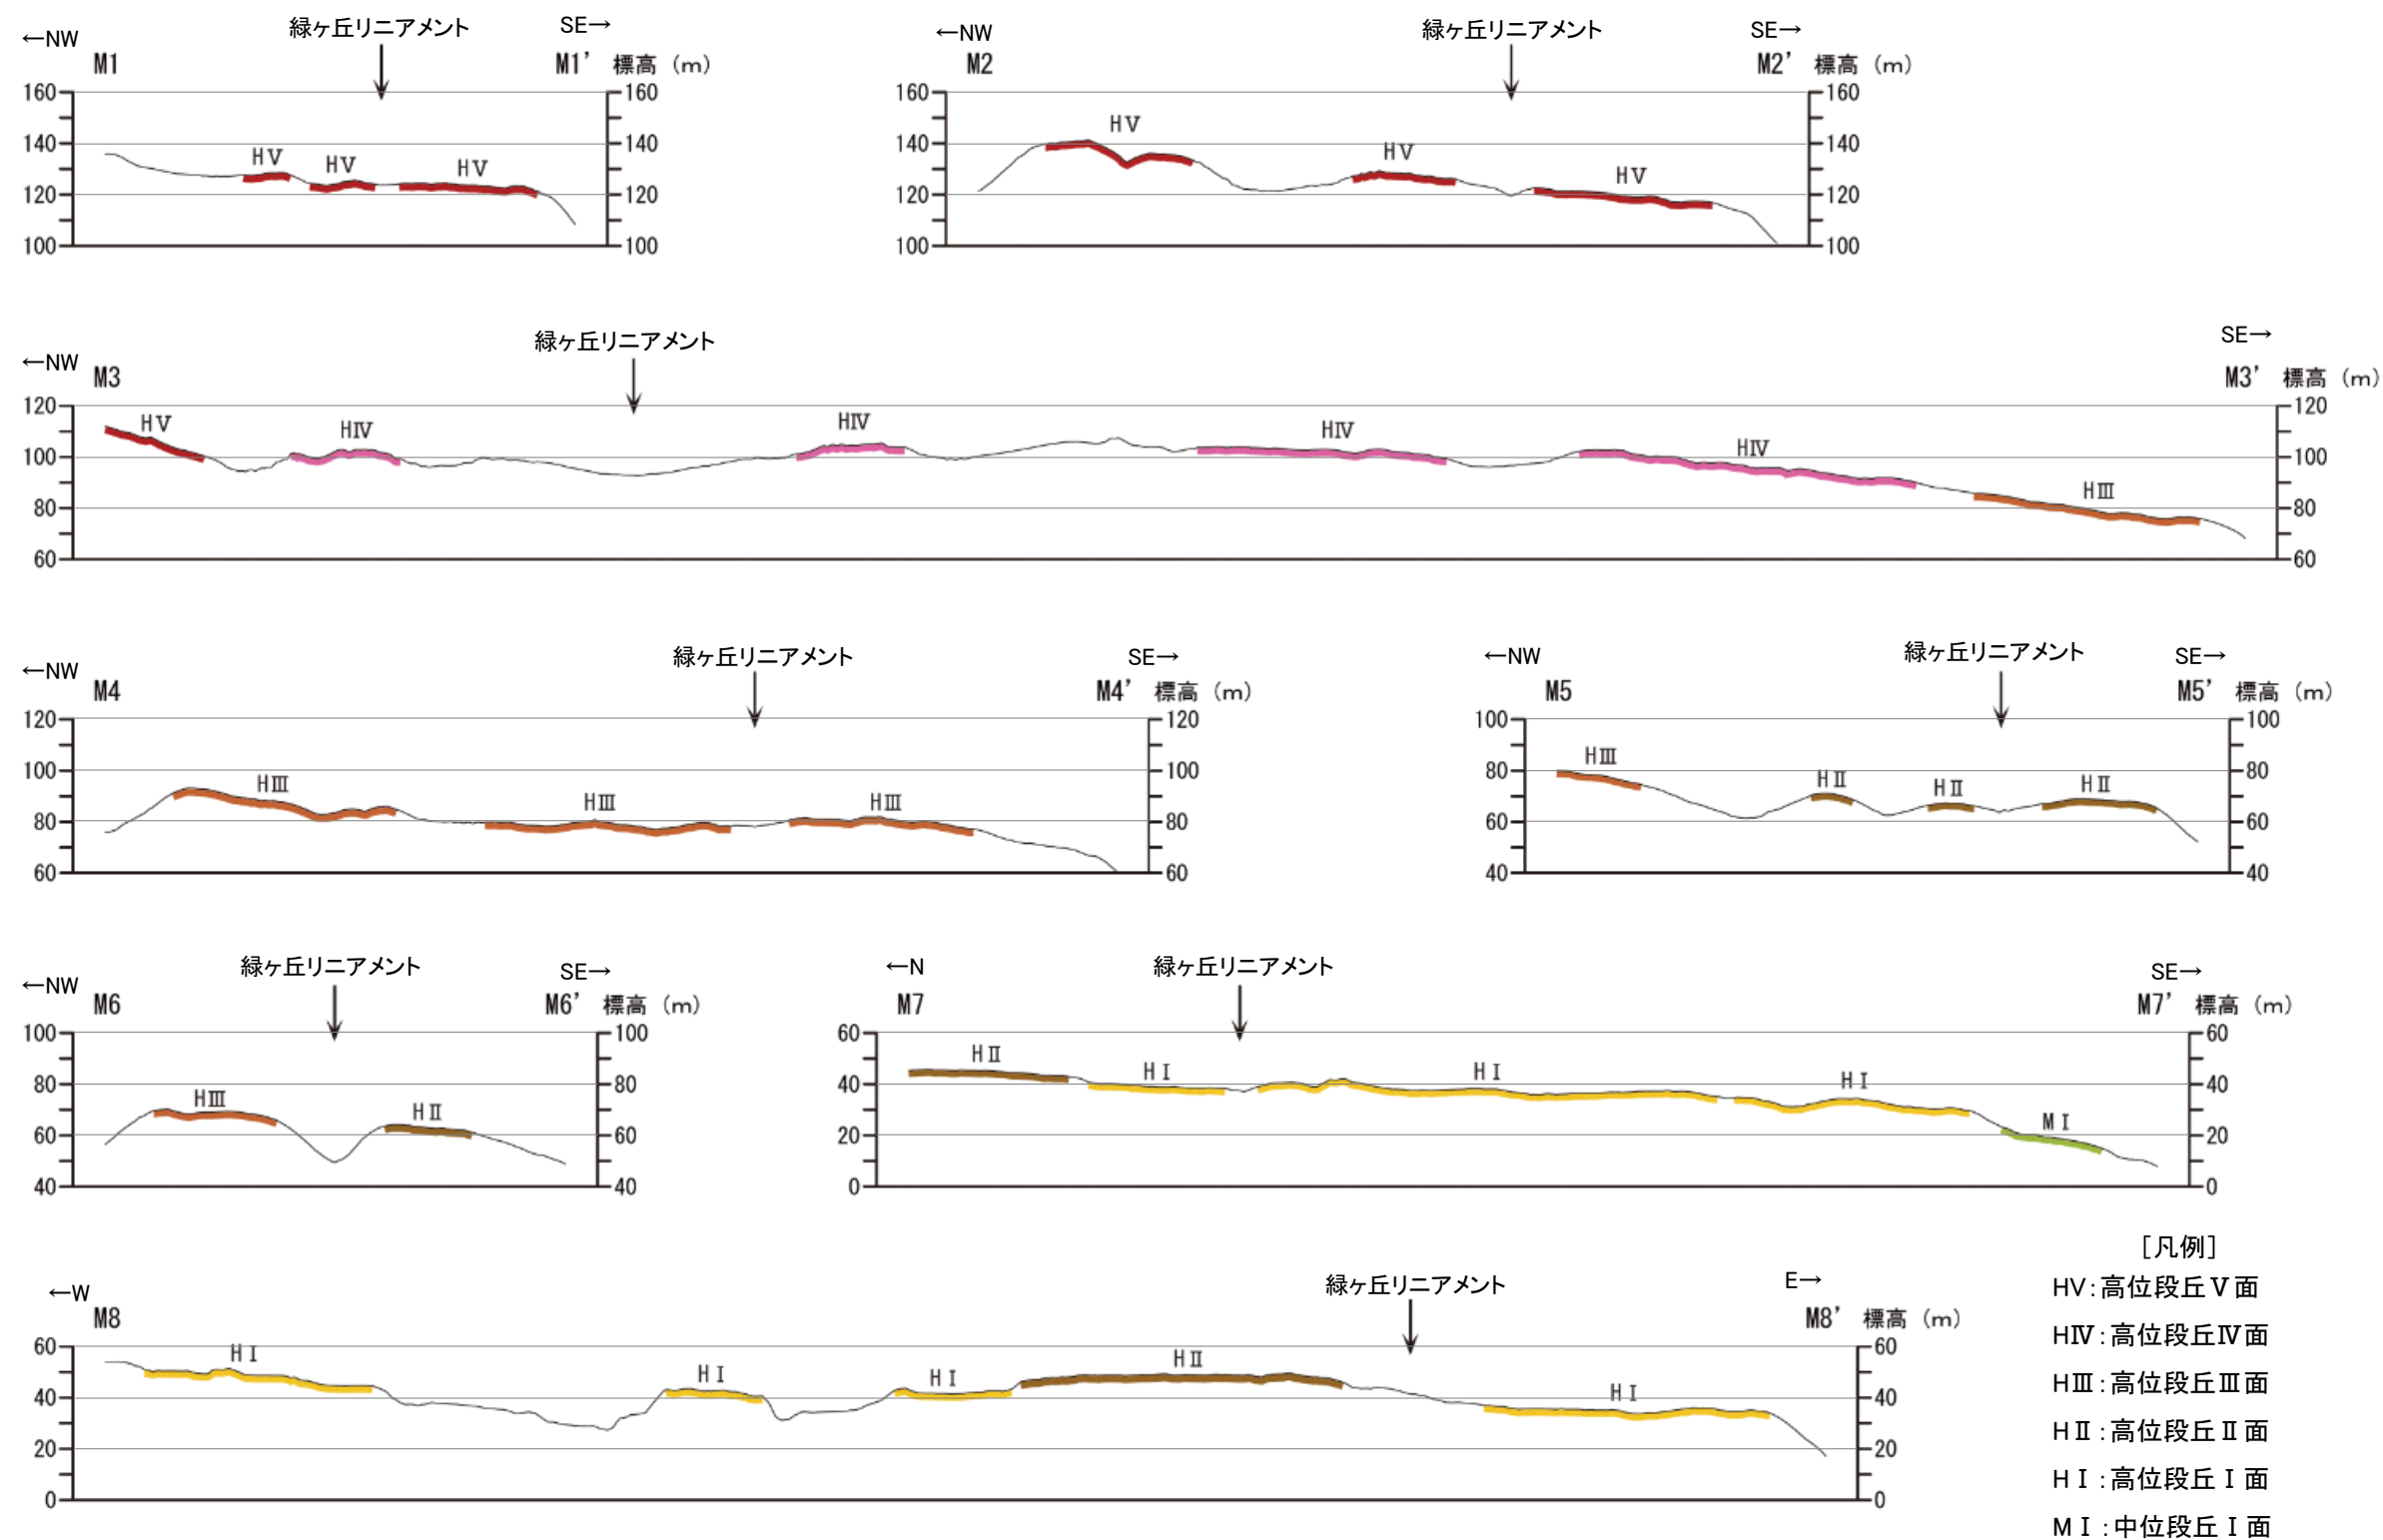 ←NW 緑ヶ丘リニアメント SE→
M1 M1’ 標高 (m)
160 160
140 140
HⅤ HⅤ HⅤ
120 120
100 100
←NW 緑ヶ丘リニアメント SE→
M2 M2’ 標高 (m)
160 160
HⅤ
140 140
HⅤ
HⅤ
120 120
100 100
←NW 緑ヶ丘リニアメント SE→
M3 M3’ 標高 (m)
120 120
HⅤ HⅣ HⅣ HⅣ HⅣ
100 100
HⅢ
80 80
60 60
←NW 緑ヶ丘リニアメント SE→
M4 M4’ 標高 (m)
120 120
100 100
HⅢ HⅢ HⅢ
80 80
60 60
←NW 緑ヶ丘リニアメント SE→
M5 M5’ 標高 (m)
100 100
HⅢ
80 80
HⅡ HⅡ HⅡ
60 60
40 40
←NW 緑ヶ丘リニアメント SE→
M6 M6’ 標高 (m)
100 100
80 80
HⅢ HⅡ
60 60
40 40
←N 緑ヶ丘リニアメント SE→
M7 M7’ 標高 (m)
60 60
HⅡ HⅠ HⅠ HⅠ
40 40
MⅠ
20 20
0 0
←W 緑ヶ丘リニアメント E→
M8 M8’ 標高 (m)
60 60
HⅠ HⅠ HⅠ HⅡ HⅠ
40 40
20 20
0 0
［凡例］
HⅤ：高位段丘Ⅴ面
HⅣ：高位段丘Ⅳ面
HⅢ：高位段丘Ⅲ面
HⅡ：高位段丘Ⅱ面
HⅠ：高位段丘Ⅰ面
MⅠ：中位段丘Ⅰ面